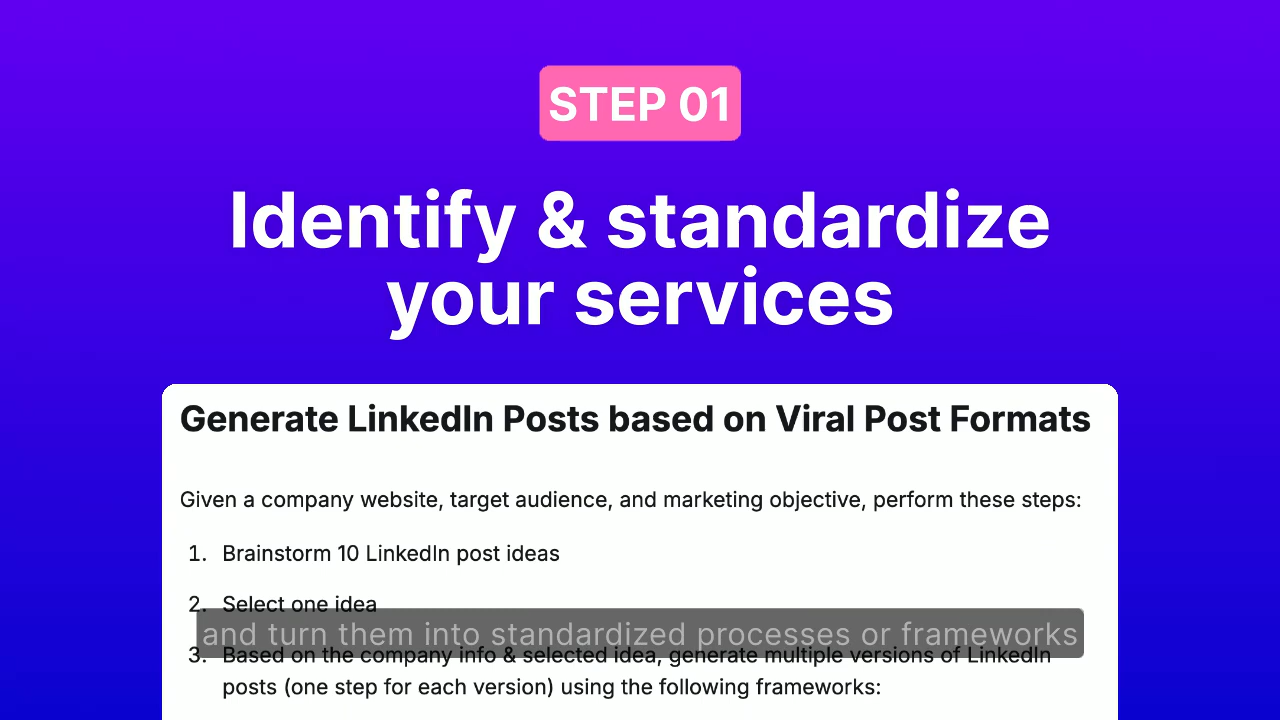 STEP 01
Identify & standardize
your services
Generate LinkedIn Posts based on Viral Post Formats
Given a company website, target audience, and marketing objective, perform these steps:
1. Brainstorm 10 LinkedIn post ideas
2. Select one idea
and turn them into standardized processes or frameworks
3. Based on the company info & selected idea, generate multiple versions of LinkedIn
posts (one step for each version) using the following frameworks: